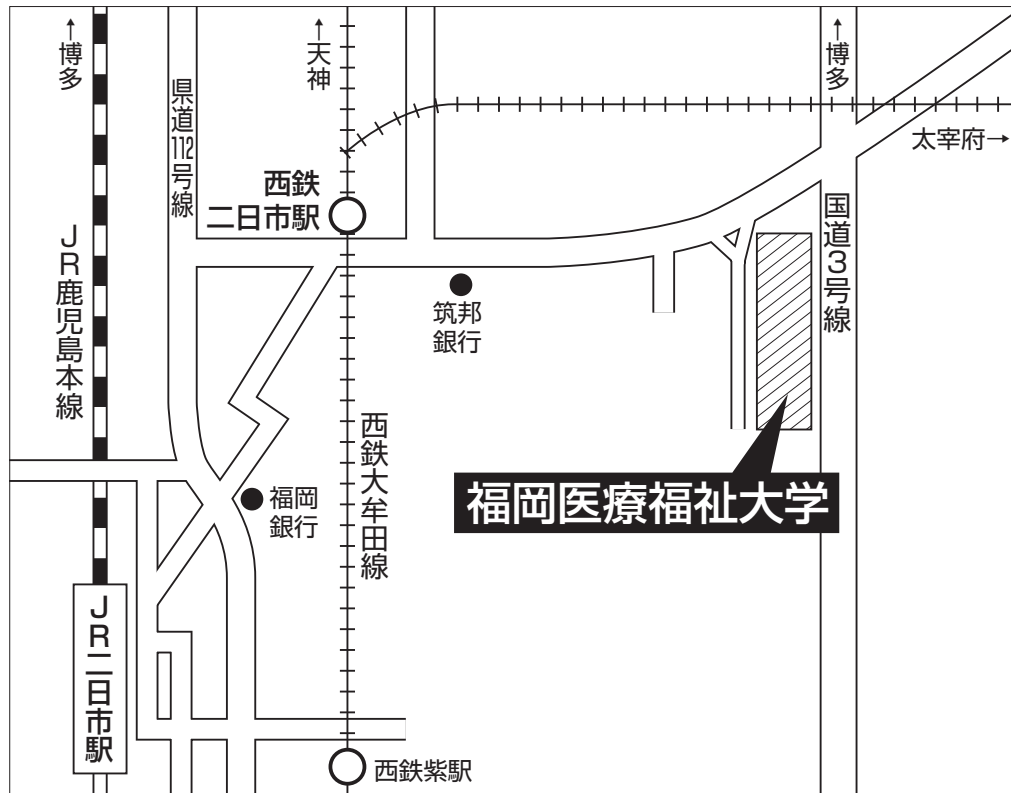 ←博多
←天神
←博多
県道112号線
太宰府→
西鉄
二日市駅
国道3号線
JR鹿児島本線
筑邦
銀行
西鉄大牟田線
福岡医療福祉大学
福岡
銀行
JR二日市駅
西鉄紫駅